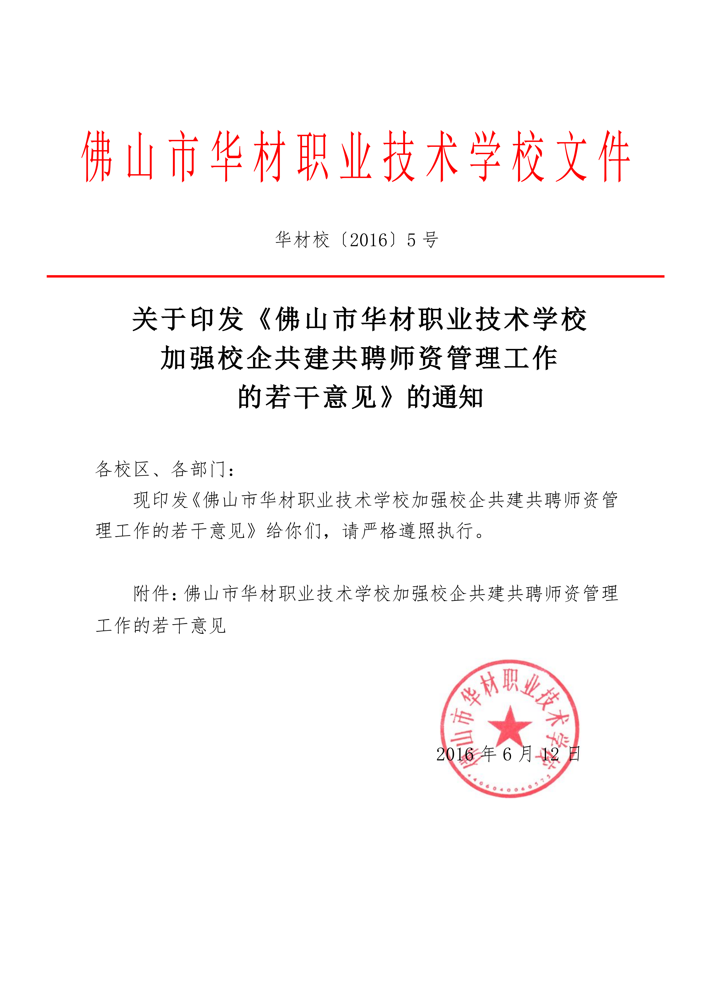 佛山市华材职业技术学校文件
华材校〔2016〕5 号
关于印发《佛山市华材职业技术学校
加强校企共建共聘师资管理工作
的若干意见》的通知
各校区、各部门：
现印发《佛山市华材职业技术学校加强校企共建共聘师资管
理工作的若干意见》给你们，请严格遵照执行。
附件：佛山市华材职业技术学校加强校企共建共聘师资管理
工作的若干意见
佛山市华材职业技术学校
2016 年 6 月 12 日
4406040060575